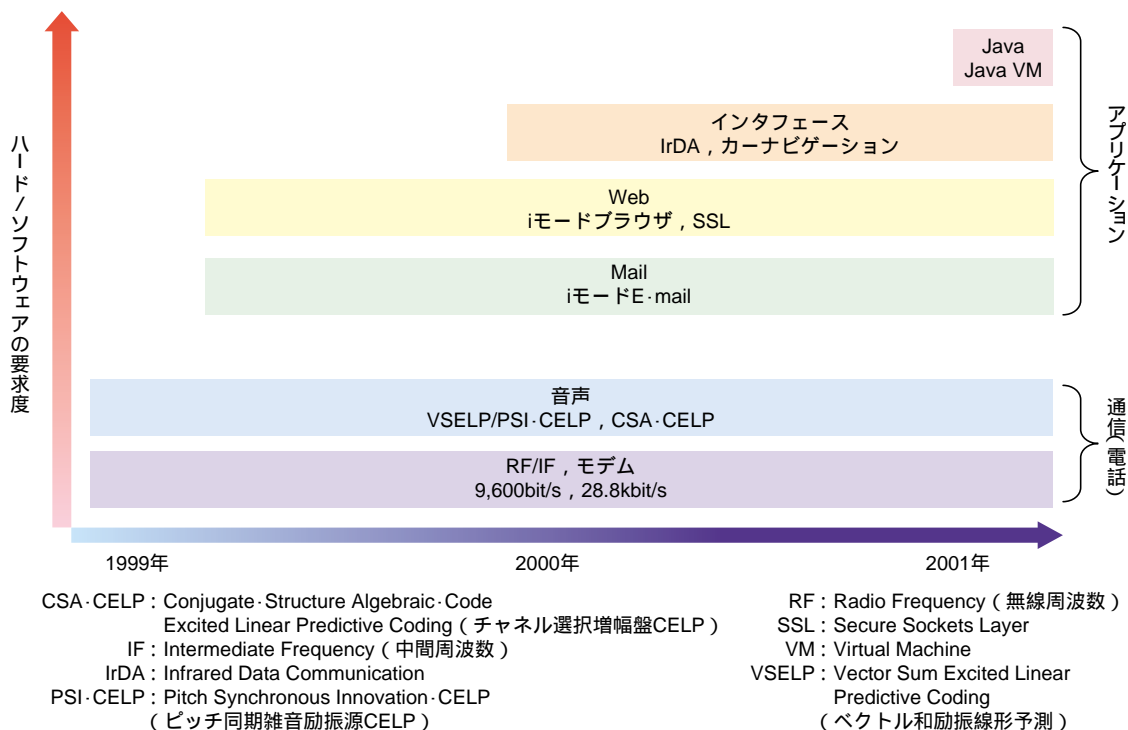 Java
Java VM
インタフェース
IrDA，カーナビゲーション
Web
iモードブラウザ，SSL
Mail
iモードE·mail
アプリケーション
ハード/ソフトウェアの要求度
音声
VSELP/PSI·CELP，CSA·CELP
RF/IF，モデム
9,600bit/s，28.8kbit/s
通信(電話)
1999年
2000年
2001年
CSA·CELP：Conjugate·Structure Algebraic·Code
Excited Linear Predictive Coding（チャネル選択増幅盤CELP）
IF：Intermediate Frequency（中間周波数）
IrDA：Infrared Data Communication
PSI·CELP：Pitch Synchronous Innovation·CELP
（ピッチ同期雑音励振源CELP）
RF：Radio Frequency（無線周波数）
SSL：Secure Sockets Layer
VM：Virtual Machine
VSELP：Vector Sum Excited Linear
Predictive Coding
（ベクトル和励振線形予測）